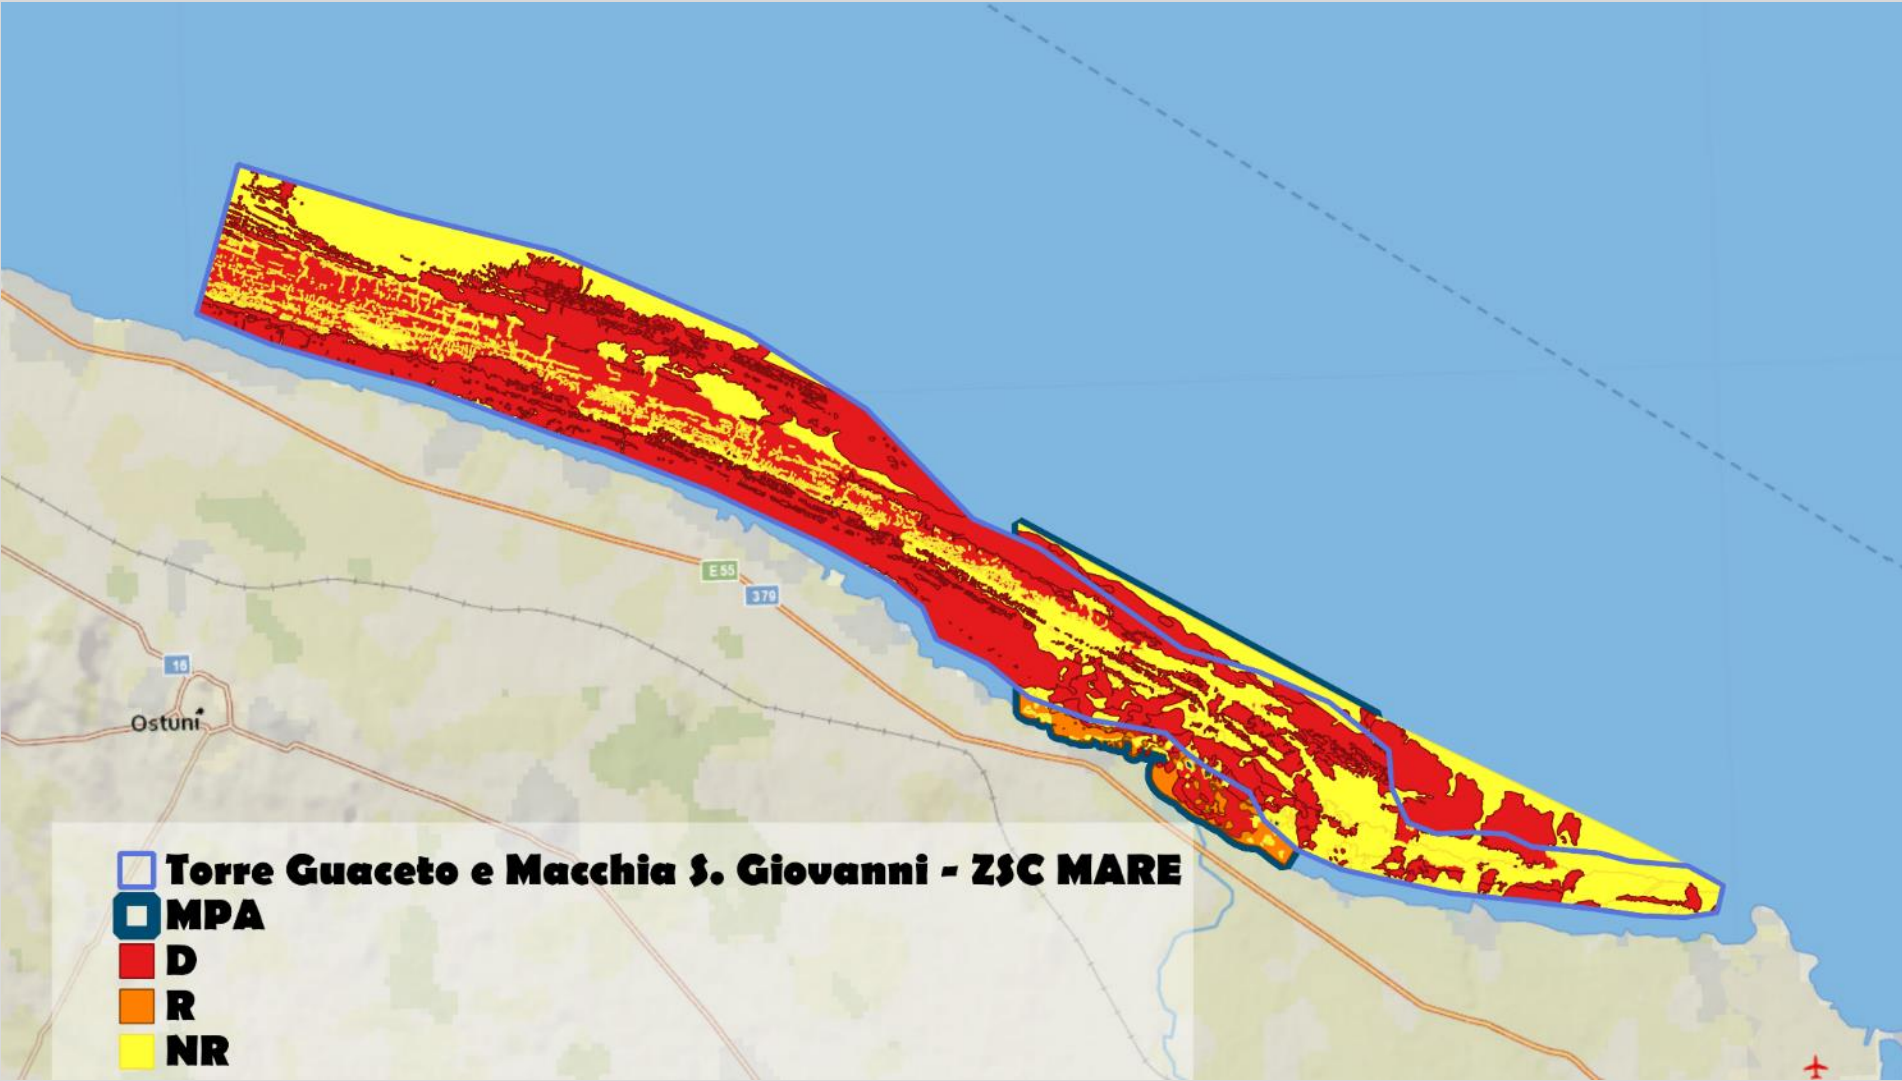 E55
379
16
Ostuni
Torre Guaceto e Macchia S. Giovanni - ZSC MARE
MPA
D
R
NR